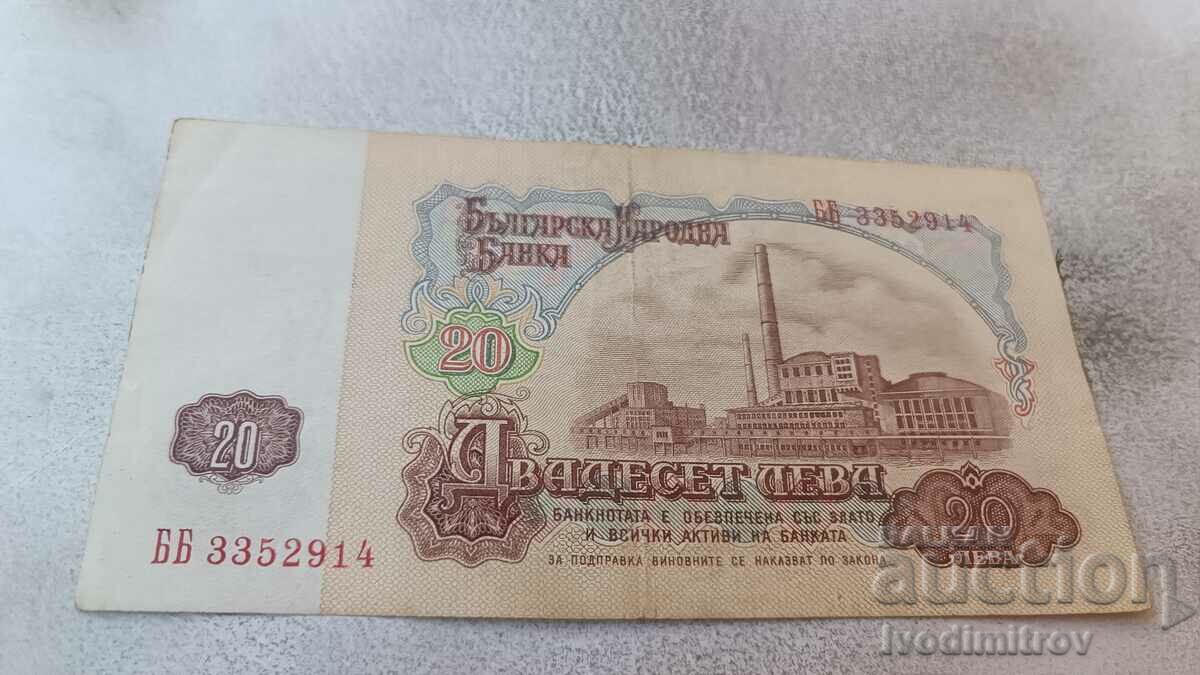 Българска Народна
Банка
ББ 3352914
20
20
Двадесет лева
БАНКНОТАТА Е ОБЕЗПЕЧЕНА СЪС ЗЛАТО
И ВСИЧКИ АКТИВИ НА БАНКАТА
ЗА ПОДПРАВКА ВИНОВНИТЕ СЕ НАКАЗВАТ ПО ЗАКОНА
20
ЛЕВА
ББ 3352914
auction
Ivodimitrov